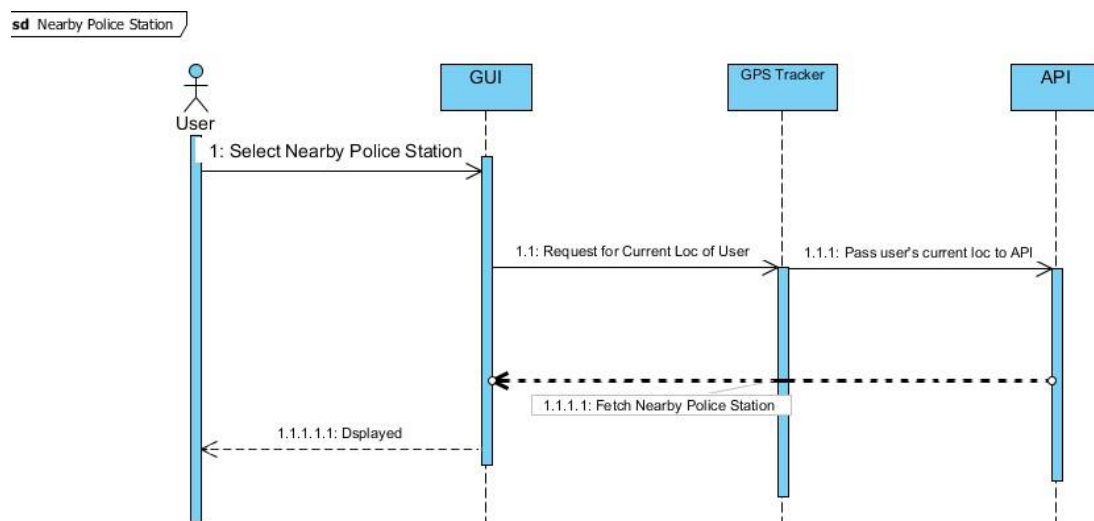 sd Nearby Police Station
GUI
GPS Tracker
API
User
1: Select Nearby Police Station
1.1: Request for Current Loc of User
1.1.1: Pass user's current loc to API
1.1.1.1: Fetch Nearby Police Station
1.1.1.1.1: Dsplayed